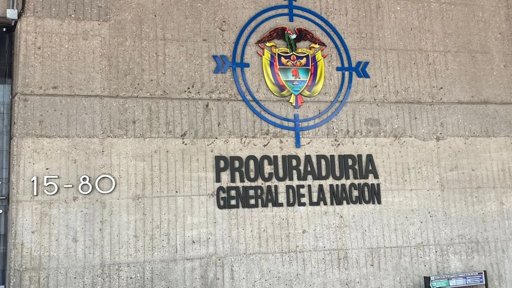 PROCURADURIA
GENERAL DE LA NACION
15-80